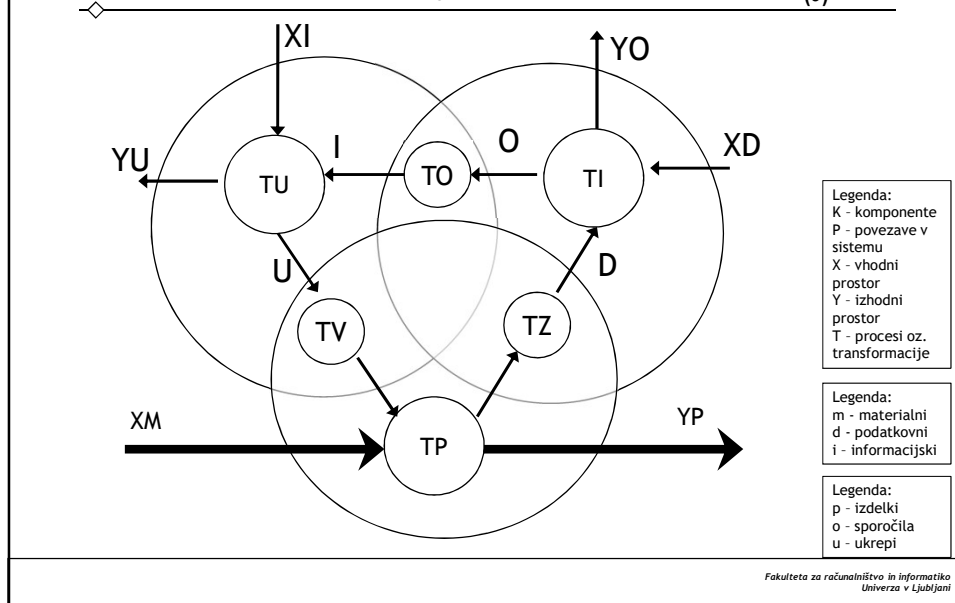 XI
YO
YU
I
O
XD
TU
TO
TI
U
D
TV
TZ
XM
YP
TP
Legenda:
K - komponente
P - povezave v
sistemu
X - vhodni
prostor
Y - izhodni
prostor
T - procesi oz.
transformacije
Legenda:
m - materialni
d - podatkovni
i - informacijski
Legenda:
p - izdelki
o - sporočila
u - ukrepi
Fakulteta za računalništvo in informatiko
Univerza v Ljubljani